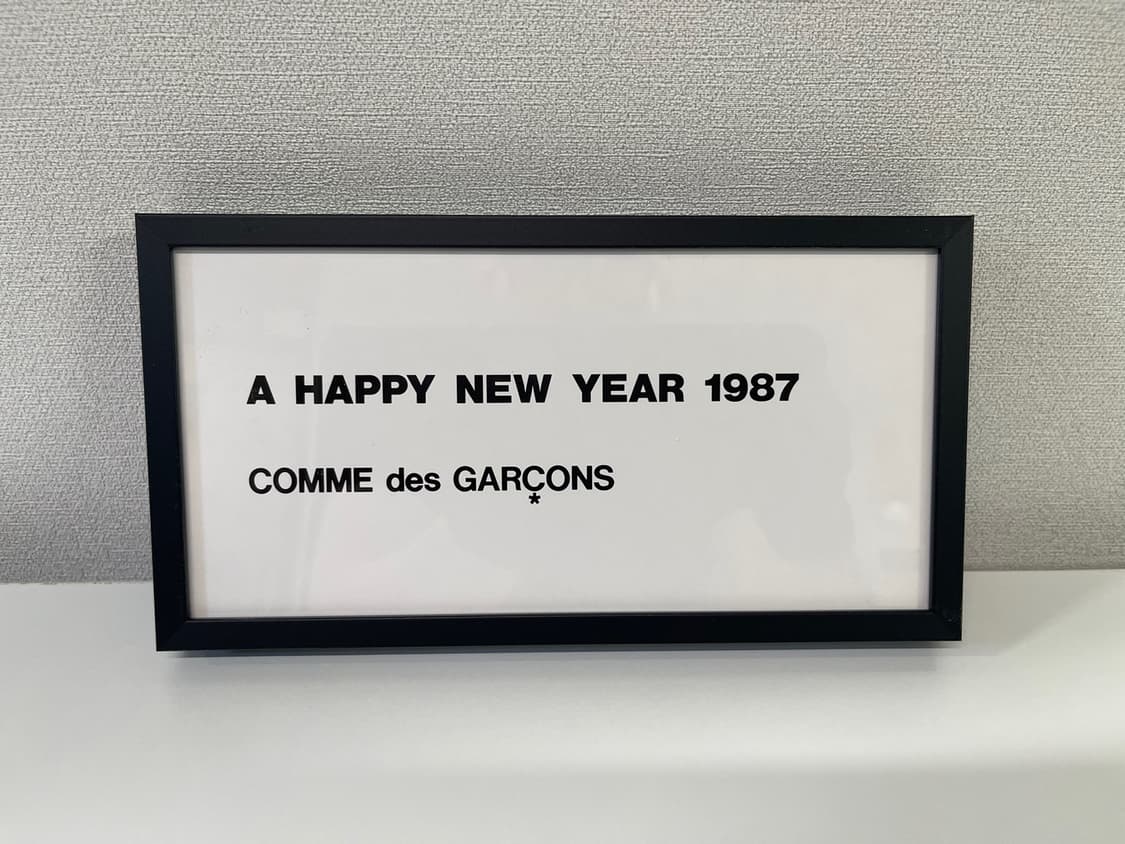 A HAPPY NEW YEAR 1987
COMME des GARÇONS
*